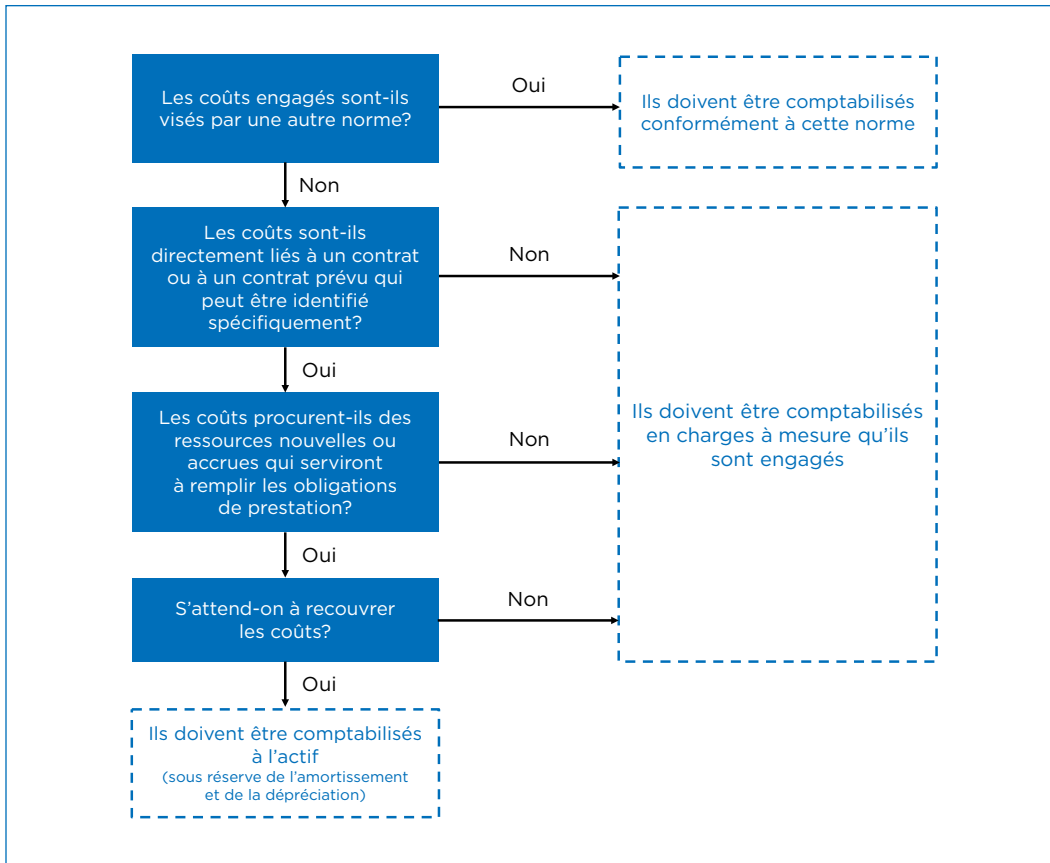 Les coûts engagés sont-ils
visés par une autre norme?
Oui
Ils doivent être comptabilisés
conformément à cette norme
Non
Les coûts sont-ils
directement liés à un contrat
ou à un contrat prévu qui
peut être identifié
spécifiquement?
Non
Oui
Les coûts procurent-ils des
ressources nouvelles ou
accrues qui serviront
à remplir les obligations
de prestation?
Non
Ils doivent être comptabilisés
en charges à mesure qu'ils
sont engagés
Oui
S'attend-on à recouvrer
les coûts?
Non
Oui
Ils doivent être comptabilisés
à l'actif
(sous réserve de l'amortissement
et de la dépréciation)